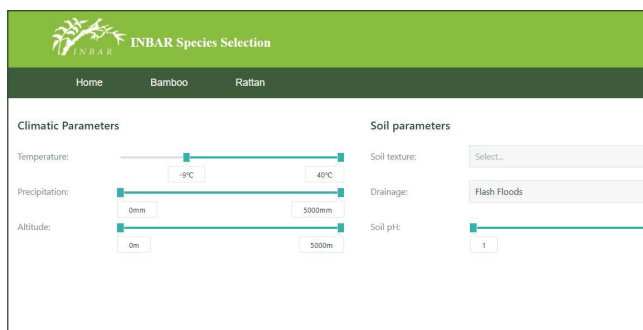 INBAR
INBAR Species Selection
Home Bamboo Rattan
Climatic Parameters
Temperature:
-9°C 40°C
Precipitation:
0mm 5000mm
Altitude:
0m 5000m
Soil parameters
Soil texture: Select...
Drainage: Flash Floods
Soil pH:
1